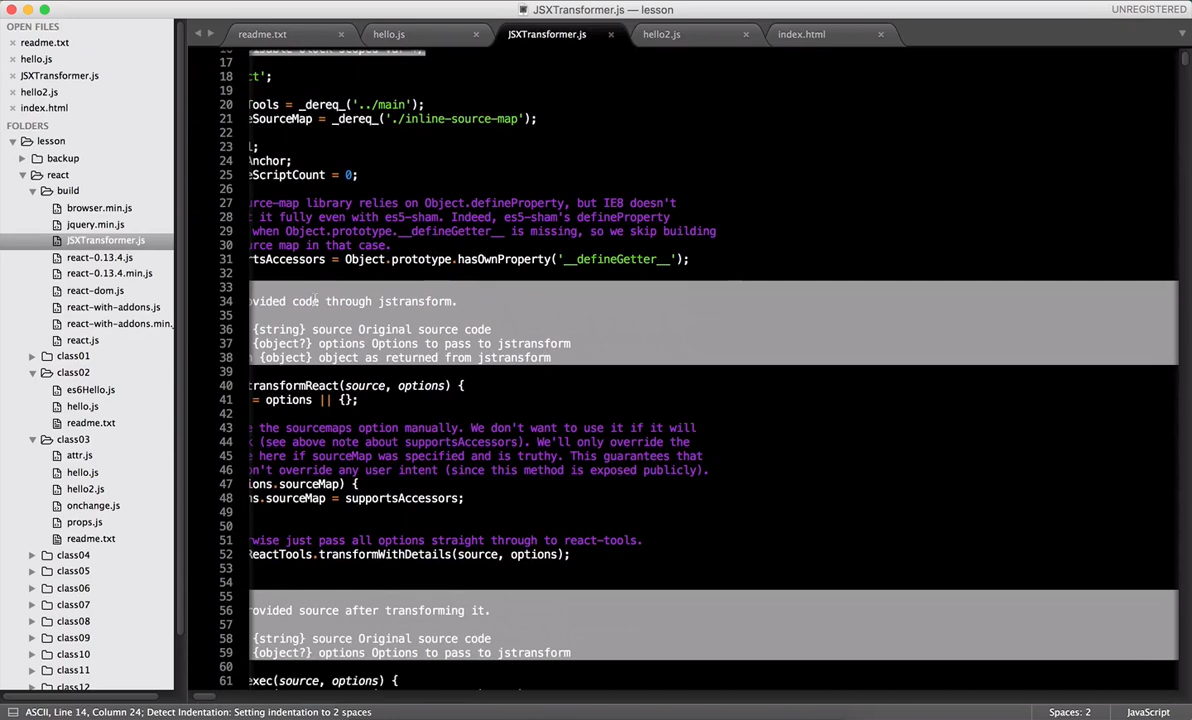 JSXTransformer.js — lesson
UNREGISTERED
OPEN FILES
readme.txt
hello.js
JSXTransformer.js
hello2.js
index.html
FOLDERS
lesson
backup
react
build
browser.min.js
jquery.min.js
JSXTransformer.js
react-0.13.4.js
react-0.13.4.min.js
react-dom.js
react-with-addons.js
react-with-addons.min.
react.js
class01
class02
es6Hello.js
hello.js
readme.txt
class03
attr.js
hello.js
hello2.js
onchange.js
props.js
readme.txt
class04
class05
class06
class07
class08
class09
class10
class11
class12
readme.txt
hello.js
JSXTransformer.js
hello2.js
index.html
17
18 ct';
19
20 Tools = _dereq_('../main');
21 eSourceMap = _dereq_('./inline-source-map');
22
23 l;
24 Anchor;
25 eScriptCount = 0;
26
27 urce-map library relies on Object.defineProperty, but IE8 doesn't
28 t it fully even with es5-sham. Indeed, es5-sham's defineProperty
29 when Object.prototype.__defineGetter__ is missing, so we skip building
30 urce map in that case.
31 rtsAccessors = Object.prototype.hasOwnProperty('__defineGetter__');
32
33
34 ovided code through jstransform.
35
36 {string} source Original source code
37 {object?} options Options to pass to jstransform
38 n {object} object as returned from jstransform
39
40 transformReact(source, options) {
41 = options || {};
42
43 e the sourcemaps option manually. We don't want to use it if it will
44 k (see above note about supportsAccessors). We'll only override the
45 e here if sourceMap was specified and is truthy. This guarantees that
46 on't override any user intent (since this method is exposed publicly).
47 ions.sourceMap) {
48 ns.sourceMap = supportsAccessors;
49
50
51 rwise just pass all options straight through to react-tools.
52 ReactTools.transformWithDetails(source, options);
53
54
55
56 ovided source after transforming it.
57
58 {string} source Original source code
59 {object?} options Options to pass to jstransform
60
61 exec(source, options) {
ASCII, Line 14, Column 24; Detect Indentation: Setting indentation to 2 spaces
Spaces: 2
JavaScript